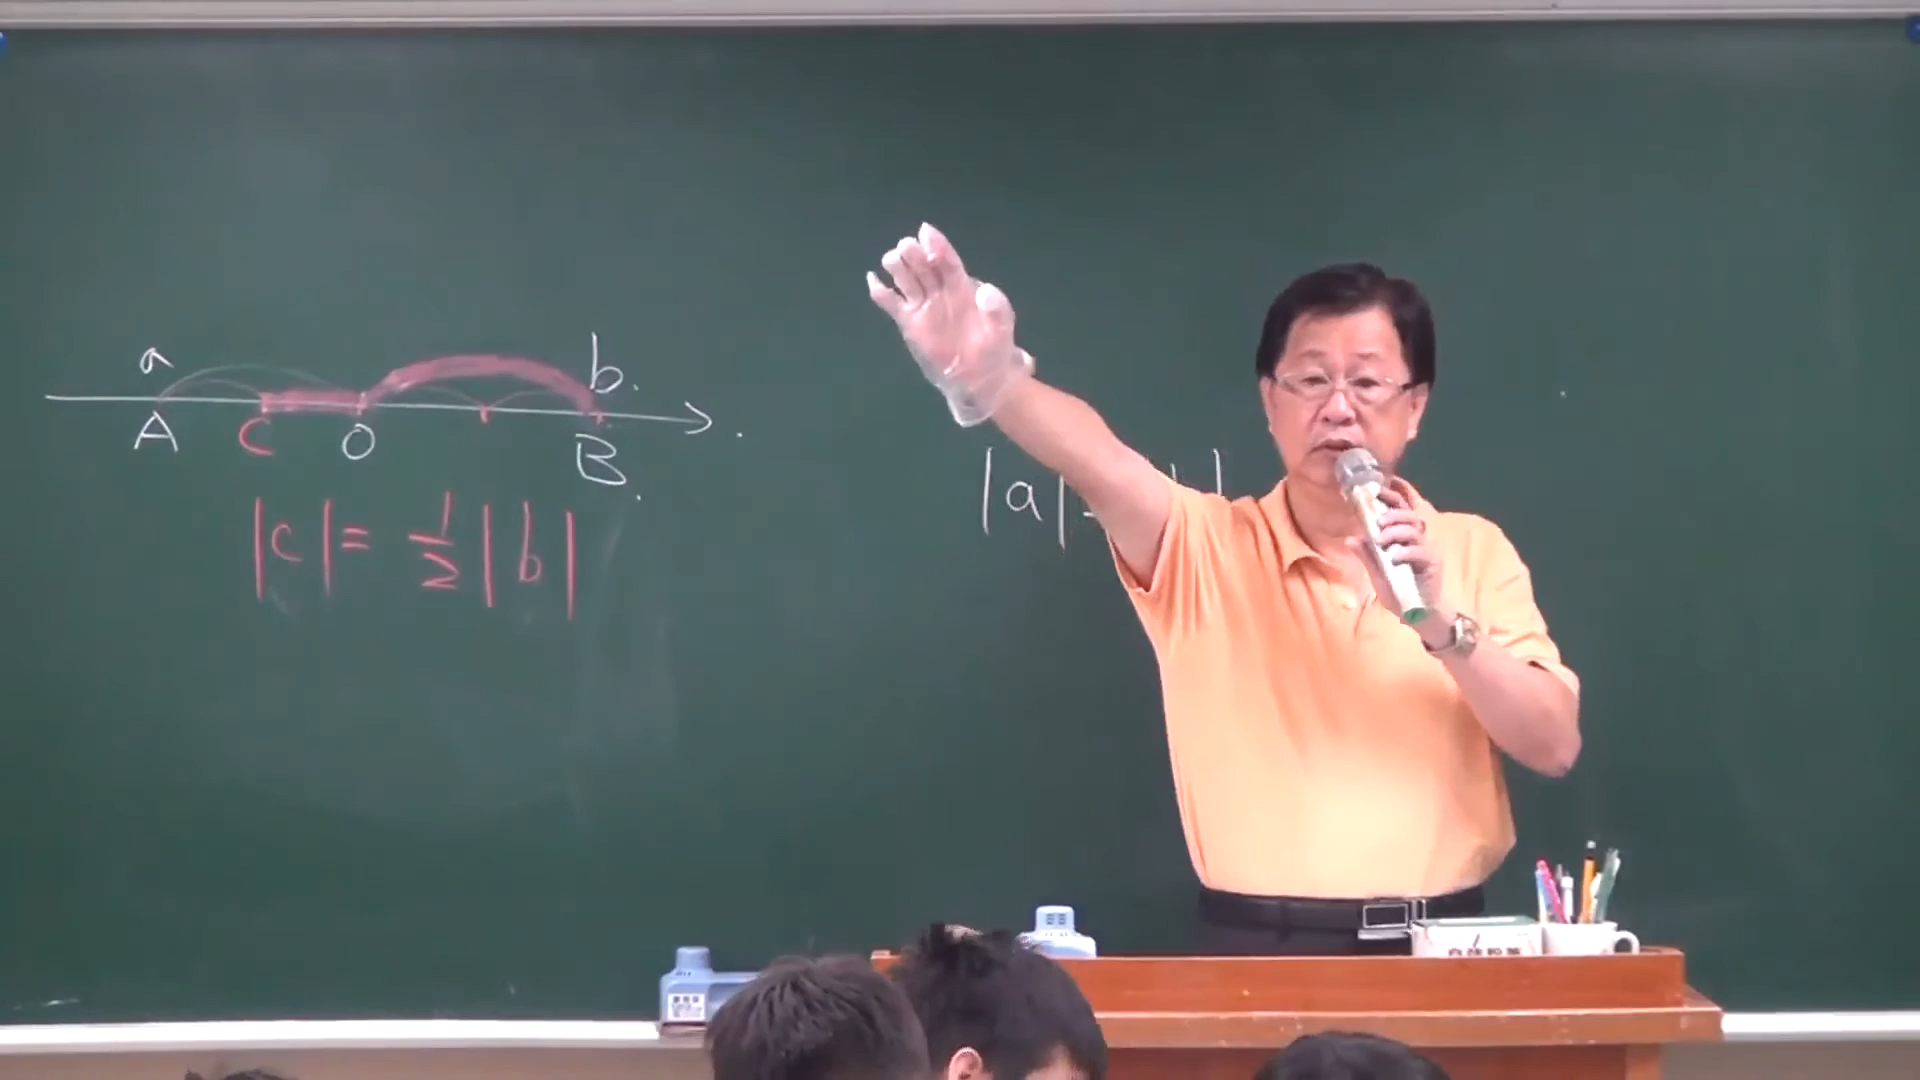 a b.
A C O B.
|c| = 1/2 |b|
|a|